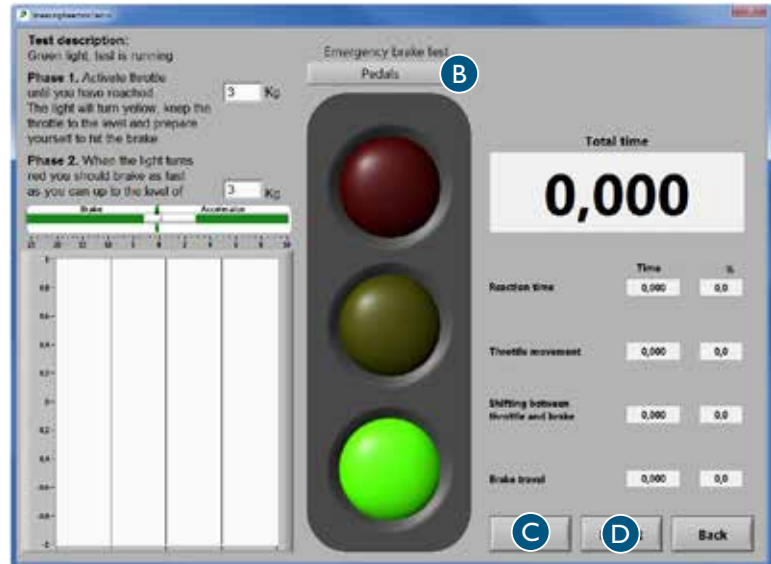 Test description:
Green light, test is running
Phase 1. Activate throttle
until you have reached
The light will turn yellow, keep the
throttle to the level and prepare
yourself to hit the brake
3 Kg
Phase 2. When the light turns
red you should brake as fast
as you can up to the level of
3 Kg
Brake Accelerator
Emergency brake test
Pedals
B
Total time
0,000
Time %
Reaction time 0,000 0,0
Throttle movement 0,000 0,0
Shifting between
throttle and brake 0,000 0,0
Brake travel 0,000 0,0
C
D
Back